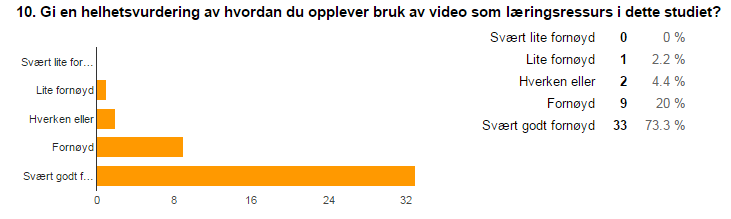 10. Gi en helhetsvurdering av hvordan du opplever bruk av video som læringsressurs i dette studiet?
Svært lite for...
Lite fornøyd
Hverken eller
Fornøyd
Svært godt f...
0 8 16 24 32
Svært lite fornøyd 0 0 %
Lite fornøyd 1 2.2 %
Hverken eller 2 4.4 %
Fornøyd 9 20 %
Svært godt fornøyd 33 73.3 %